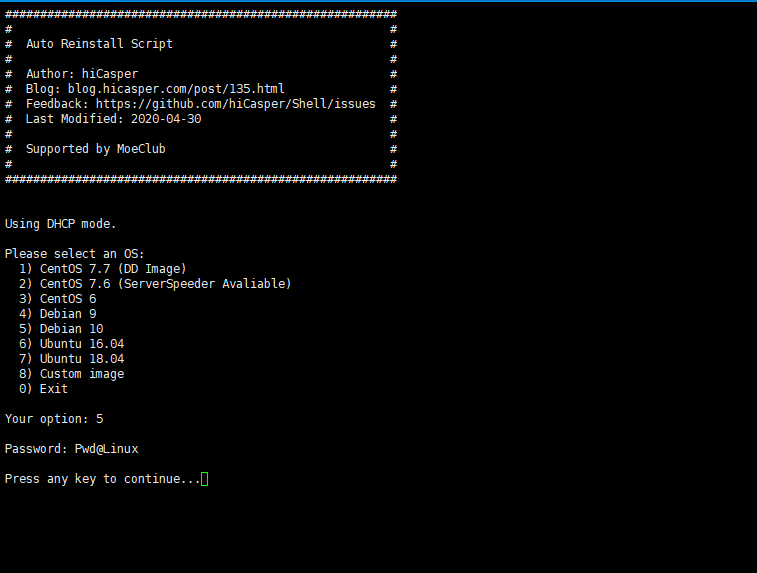 ########################################################
#                                                      #
#  Auto Reinstall Script                               #
#                                                      #
#  Author: hiCasper                                    #
#  Blog: blog.hicasper.com/post/135.html               #
#  Feedback: https://github.com/hiCasper/Shell/issues  #
#  Last Modified: 2020-04-30                           #
#                                                      #
#  Supported by MoeClub                                #
#                                                      #
########################################################
Using DHCP mode.
Please select an OS:
  1) CentOS 7.7 (DD Image)
  2) CentOS 7.6 (ServerSpeeder Avaliable)
  3) CentOS 6
  4) Debian 9
  5) Debian 10
  6) Ubuntu 16.04
  7) Ubuntu 18.04
  8) Custom image
  0) Exit
Your option: 5
Password: Pwd@Linux
Press any key to continue...